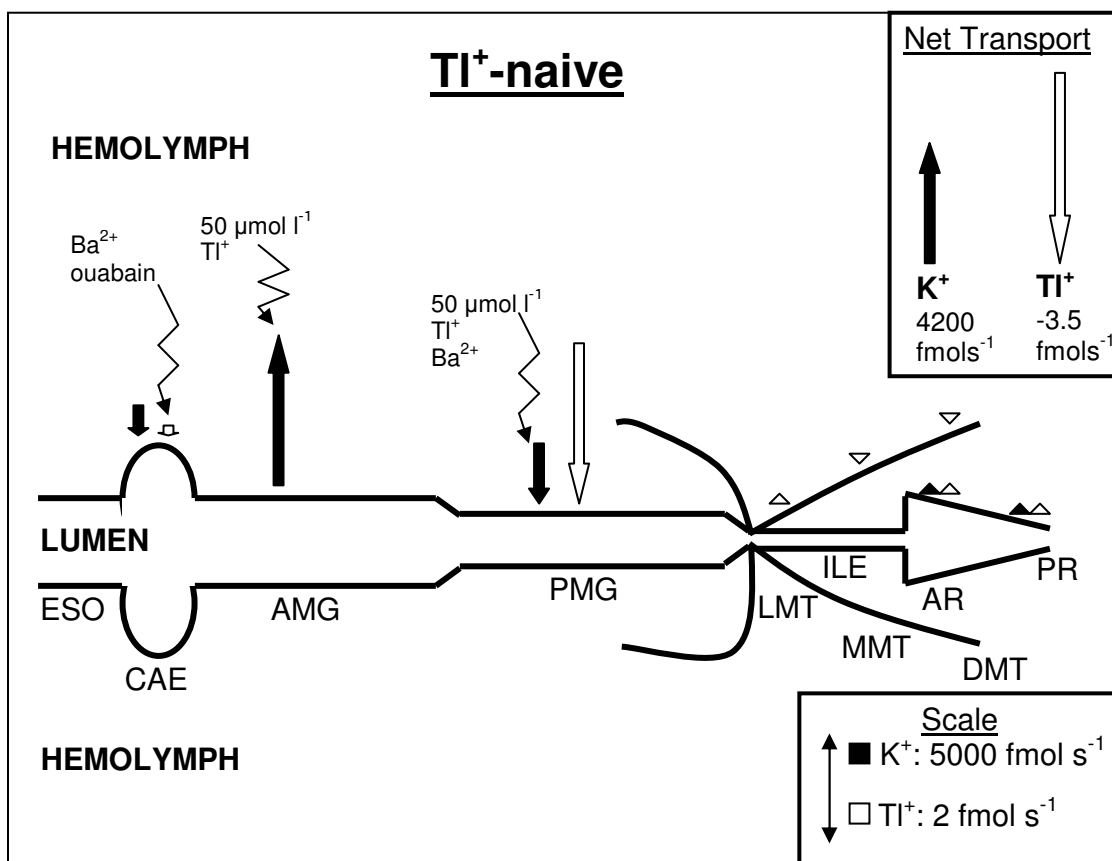 Tl⁺-naive
Net Transport
K⁺
4200
fmols⁻¹
Tl⁺
-3.5
fmols⁻¹
HEMOLYMPH
Ba²⁺
ouabain
50 µmol l⁻¹
Tl⁺
50 µmol l⁻¹
Tl⁺
Ba²⁺
LUMEN
ESO
CAE
AMG
PMG
LMT
MMT
DMT
ILE
AR
PR
HEMOLYMPH
Scale
K⁺: 5000 fmol s⁻¹
Tl⁺: 2 fmol s⁻¹